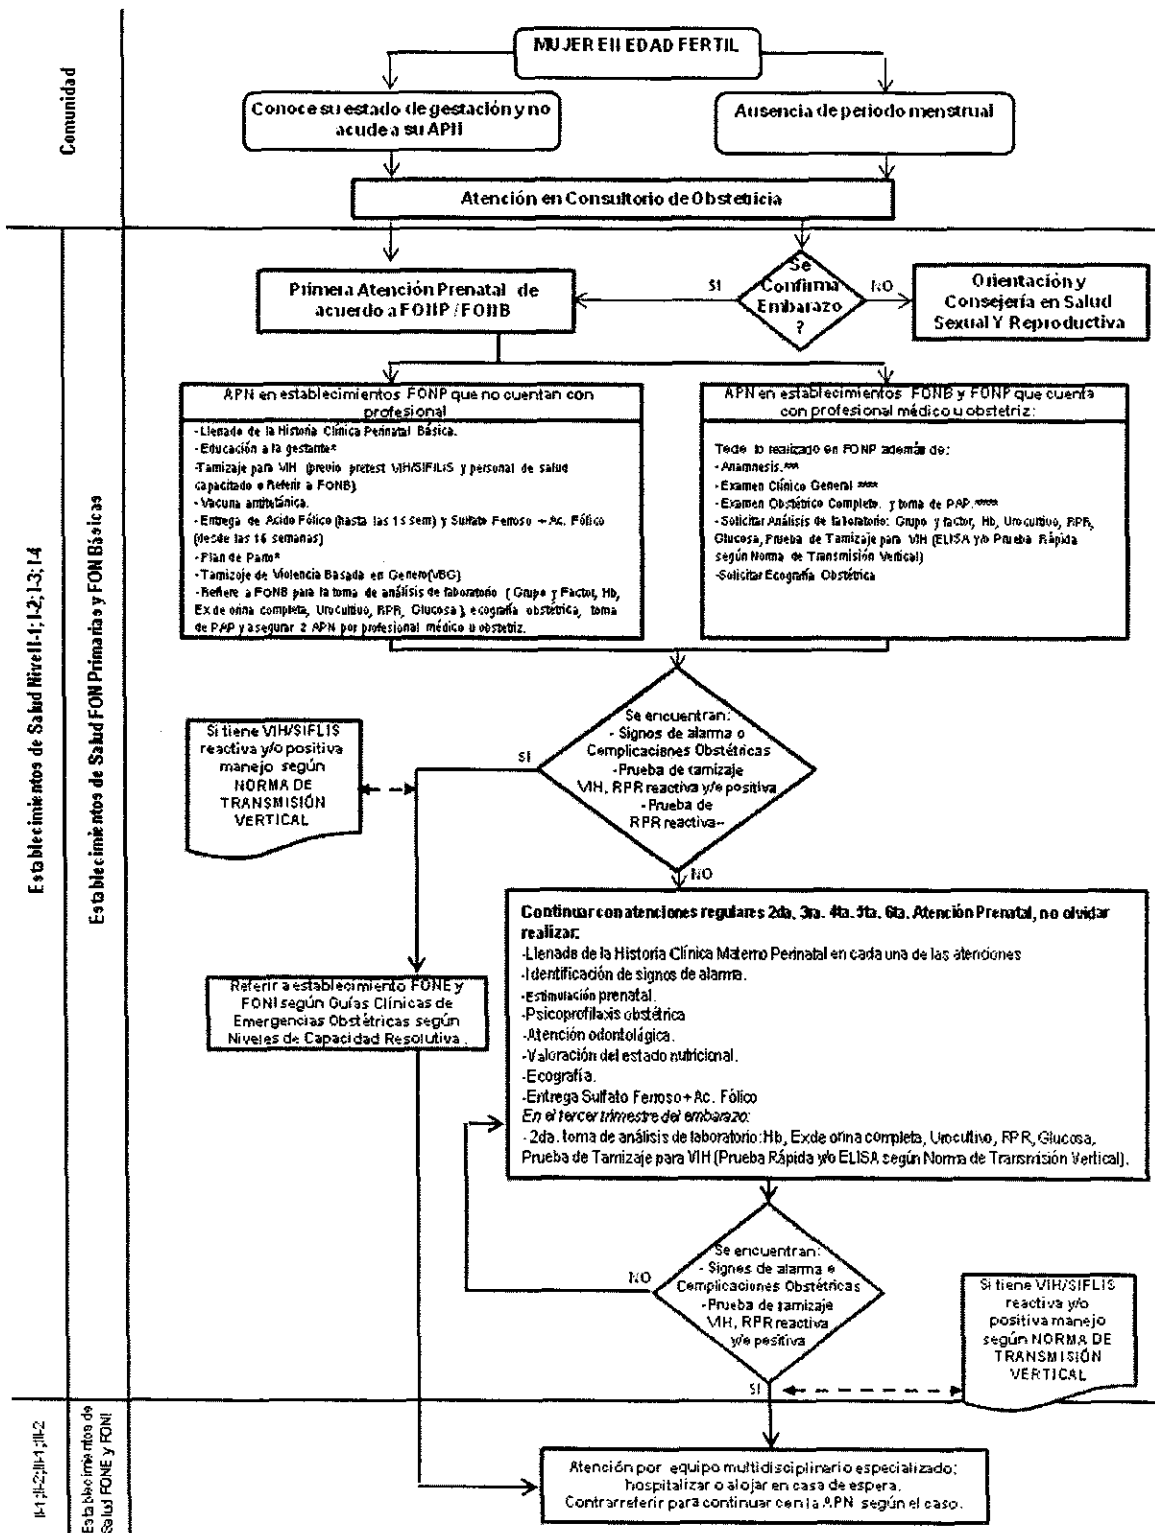 MUJER EN EDAD FERTIL
Comunidad
Conoce su estado de gestación y no
acude a su APN
Ausencia de periodo menstrual
Atención en Consultorio de Obstetricia
Establecimientos de Salud Nivel I-1; I-2; I-3; I-4
Establecimientos de Salud FON Primarias y FON Básicas
Primera Atención Prenatal de
acuerdo a FONP / FONB
SI
Se
Confirma
Embarazo
?
NO
Orientación y
Consejería en Salud
Sexual Y Reproductiva
APN en establecimientos FONP que no cuentan con
profesional
-Llenado de la Historia Clínica Perinatal Básica.
-Educación a la gestante*
-Tamizaje para VIH (previo pretest VIH/SIFILIS y personal de salud
capacitado o Referir a FONB)
-Vacuna antitetánica.
-Entrega de Acido Fólico (hasta las 15 sem) y Sulfato Ferroso + Ac. Fólico
(desde las 16 semanas)
-Plan de Parto*
-Tamizaje de Violencia Basada en Genero(VBG)
-Refiere a FONB para la toma de análisis de laboratorio ( Grupo y Factor, Hb,
Ex de orina completa, Urocultivo, RPR, Glucosa ), ecografía obstétrica, toma
de PAP y asegurar 2 APN por profesional médico u obstetriz.
APN en establecimientos FONB y FONP que cuenta
con profesional médico u obstetriz:
Todo lo realizado en FONP además de:
-Anamnesis.***
-Examen Clínico General ****
-Examen Obstétrico Completo. y toma de PAP.****
-Solicitar Análisis de laboratorio: Grupo y factor, Hb, Urocultivo, RPR,
Glucosa, Prueba de Tamizaje para VIH (ELISA y/o Prueba Rápida
según Norma de Transmisión Vertical)
-Solicitar Ecografía Obstétrica
Si tiene VIH/SIFLIS
reactiva y/o positiva
manejo según
NORMA DE
TRANSMISIÓN
VERTICAL
SI
Se encuentran:
- Signos de alarma o
Complicaciones Obstétricas
-Prueba de tamizaje
VIH, RPR reactiva y/o positiva
-Prueba de
RPR reactiva--
NO
Continuar con atenciones regulares 2da, 3ra. 4ta. 5ta. 6ta. Atención Prenatal, no olvidar
realizar:
-Llenado de la Historia Clínica Materno Perinatal en cada una de las atenciones
-Identificación de signos de alarma.
-Estimulación prenatal.
-Psicoprofilaxis obstétrica
-Atención odontológica.
-Valoración del estado nutricional.
-Ecografía.
-Entrega Sulfato Ferroso + Ac. Fólico
En el tercer trimestre del embarazo:
- 2da. toma de análisis de laboratorio: Hb, Ex de orina completa, Urocultivo, RPR, Glucosa,
Prueba de Tamizaje para VIH (Prueba Rápida y/o ELISA según Norma de Transmisión Vertical).
Referir a establecimiento FONE y
FONI según Guías Clínicas de
Emergencias Obstétricas según
Niveles de Capacidad Resolutiva.
NO
Se encuentran:
- Signos de alarma o
Complicaciones Obstétricas
-Prueba de tamizaje
VIH, RPR reactiva
y/o positiva
SI
Si tiene VIH/SIFLIS
reactiva y/o
positiva manejo
según NORMA DE
TRANSMISIÓN
VERTICAL
II-1;II-2;III-1;III-2
Establecimientos de
Salud FONE y FONI
Atención por equipo multidisciplinario especializado;
hospitalizar o alojar en casa de espera.
Contrarreferir para continuar con la APN según el caso.